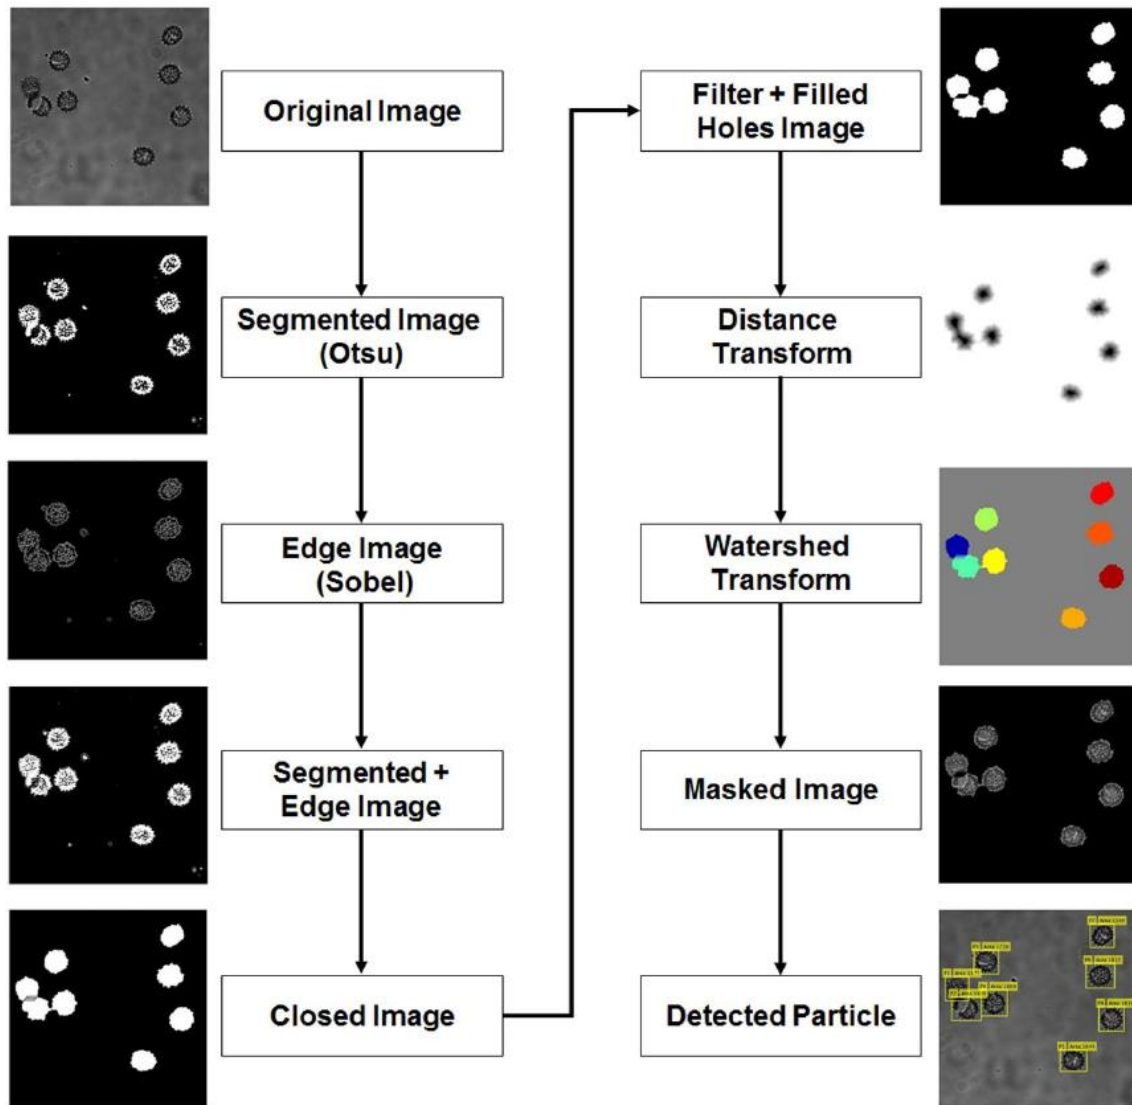 Original Image
Segmented Image
(Otsu)
Edge Image
(Sobel)
Segmented +
Edge Image
Closed Image
Filter + Filled
Holes Image
Distance
Transform
Watershed
Transform
Masked Image
Detected Particle